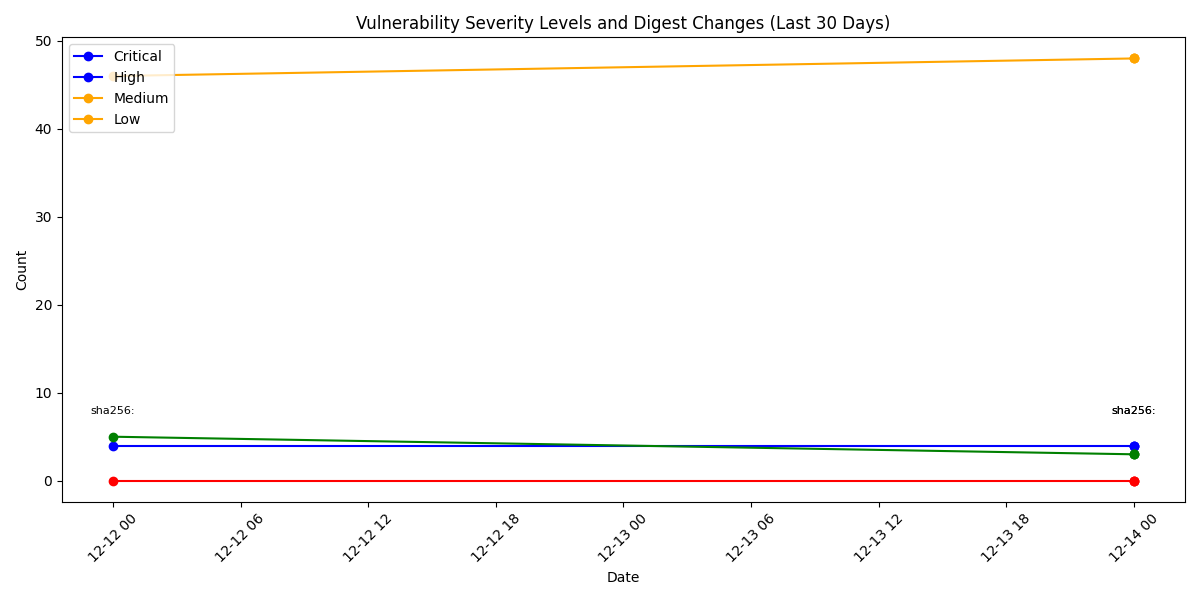 Vulnerability Severity Levels and Digest Changes (Last 30 Days)
50
40
30
20
10
0
Count
Critical
High
Medium
Low
sha256:
sha256:
12-12 00
12-12 06
12-12 12
12-12 18
12-13 00
12-13 06
12-13 12
12-13 18
12-14 00
Date